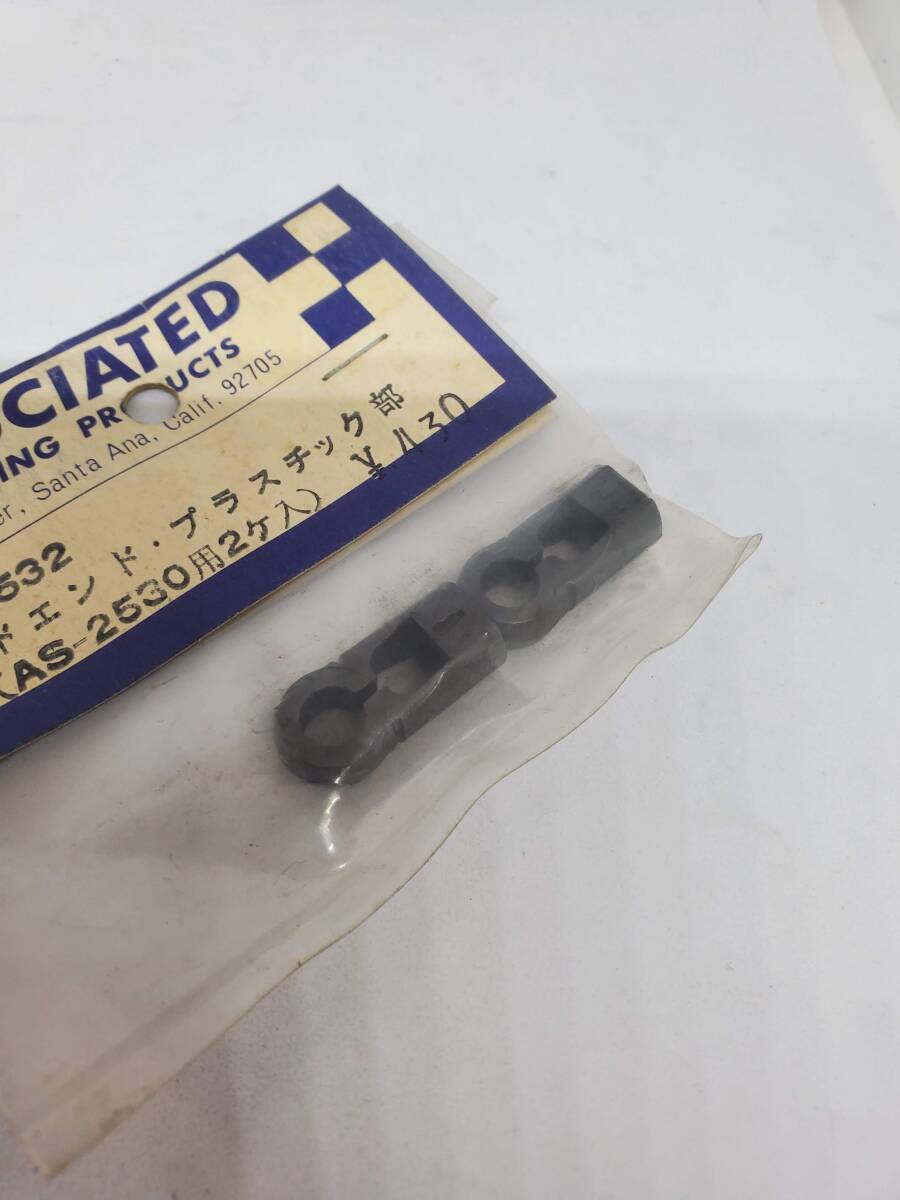 OCIATED
ING PRODUCTS
er, Santa Ana, Calif. 92705
532
ドエンド・プラスチック部
(AS-2530用2ケ入) ¥430